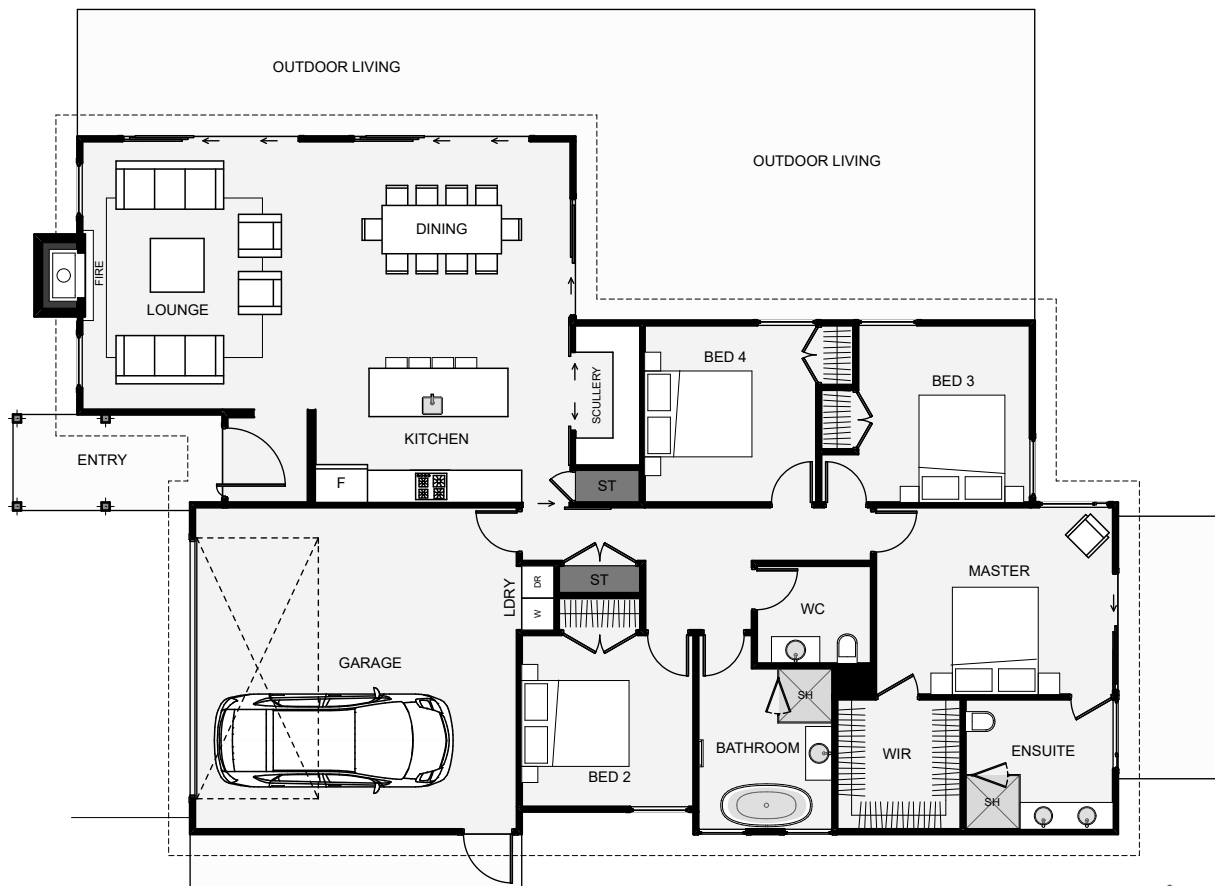 OUTDOOR LIVING
OUTDOOR LIVING
DINING
FIRE
LOUNGE
BED 4
BED 3
SCULLERY
KITCHEN
ENTRY
F
ST
MASTER
DR
ST
LDRY
W
WC
GARAGE
SH
BATHROOM
WIR
ENSUITE
BED 2
SH